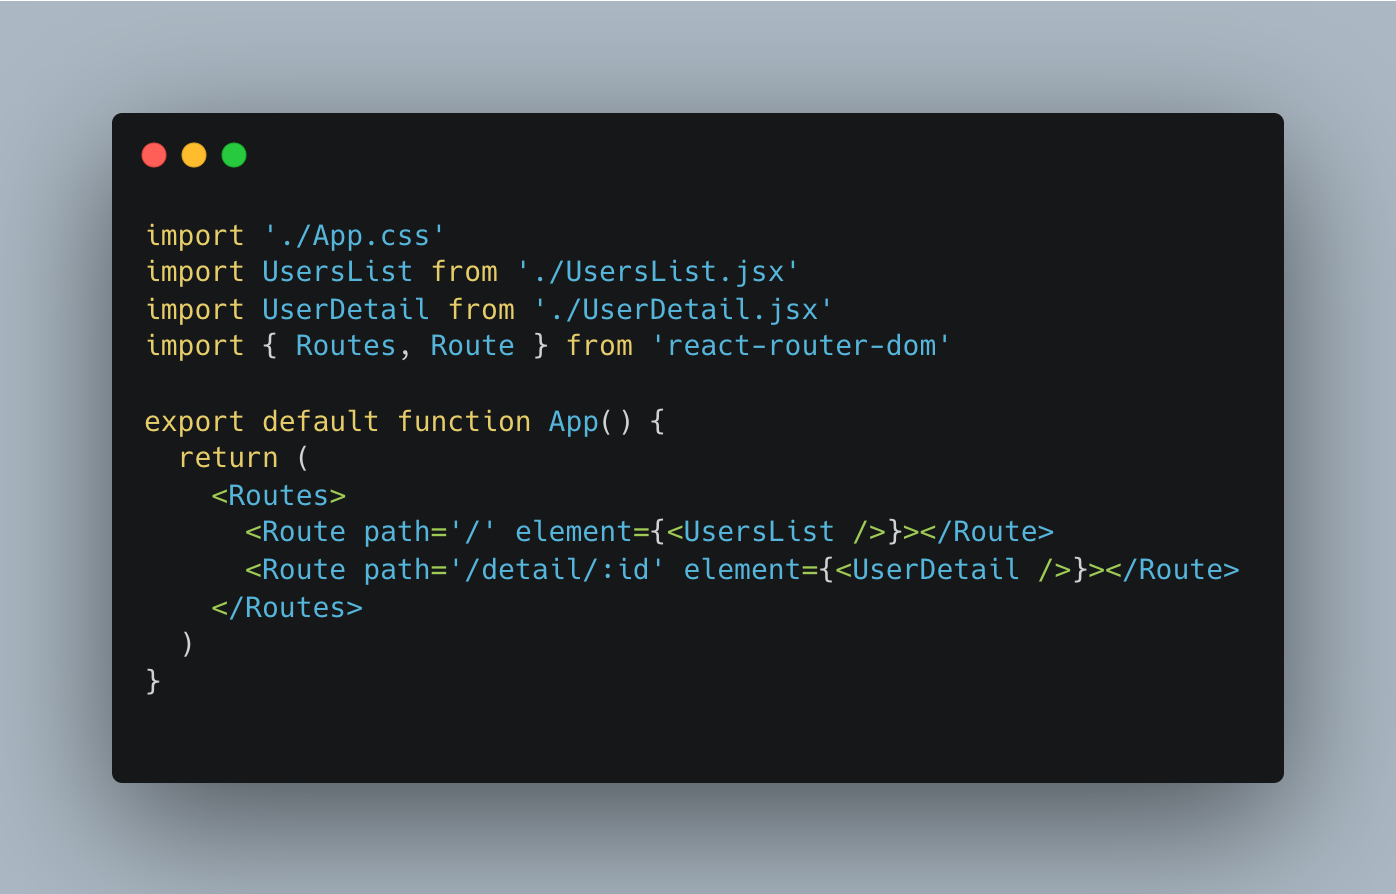 import './App.css'
import UsersList from './UsersList.jsx'
import UserDetail from './UserDetail.jsx'
import { Routes, Route } from 'react-router-dom'

export default function App() {
  return (
    <Routes>
      <Route path='/' element={<UsersList />}></Route>
      <Route path='/detail/:id' element={<UserDetail />}></Route>
    </Routes>
  )
}